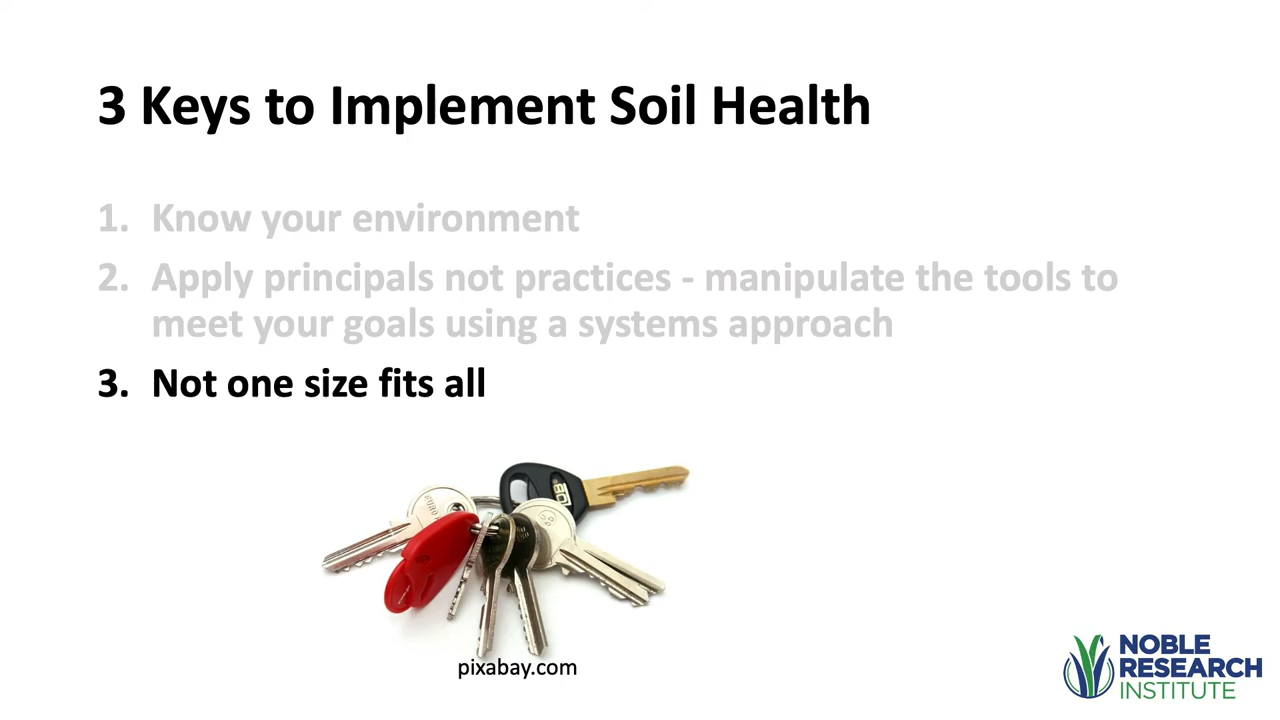 3 Keys to Implement Soil Health
1. Know your environment
2. Apply principals not practices - manipulate the tools to
meet your goals using a systems approach
3. Not one size fits all
pixabay.com
NOBLE
RESEARCH
INSTITUTE